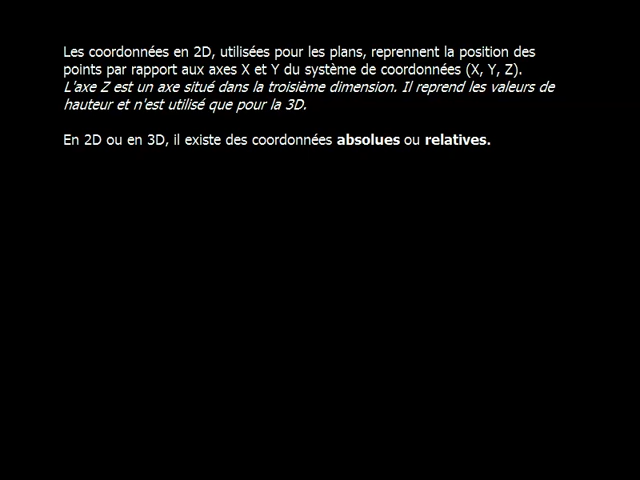 Les coordonnées en 2D, utilisées pour les plans, reprennent la position des
points par rapport aux axes X et Y du système de coordonnées (X, Y, Z).
L'axe Z est un axe situé dans la troisième dimension. Il reprend les valeurs de
hauteur et n'est utilisé que pour la 3D.
En 2D ou en 3D, il existe des coordonnées absolues ou relatives.